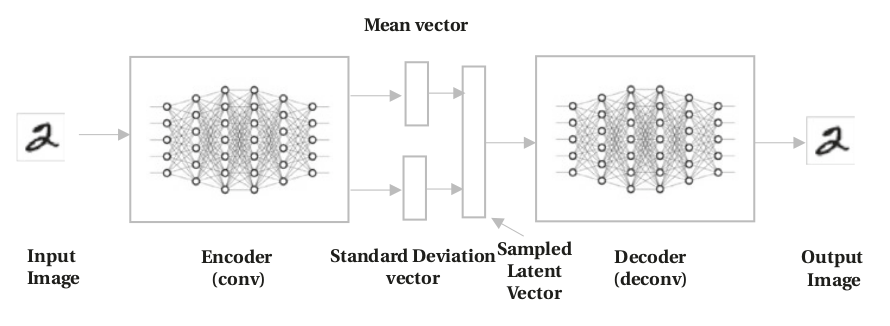 Mean vector
2
2
Input
Image
Encoder
(conv)
Standard Deviation
vector
Sampled
Latent
Vector
Decoder
(deconv)
Output
Image